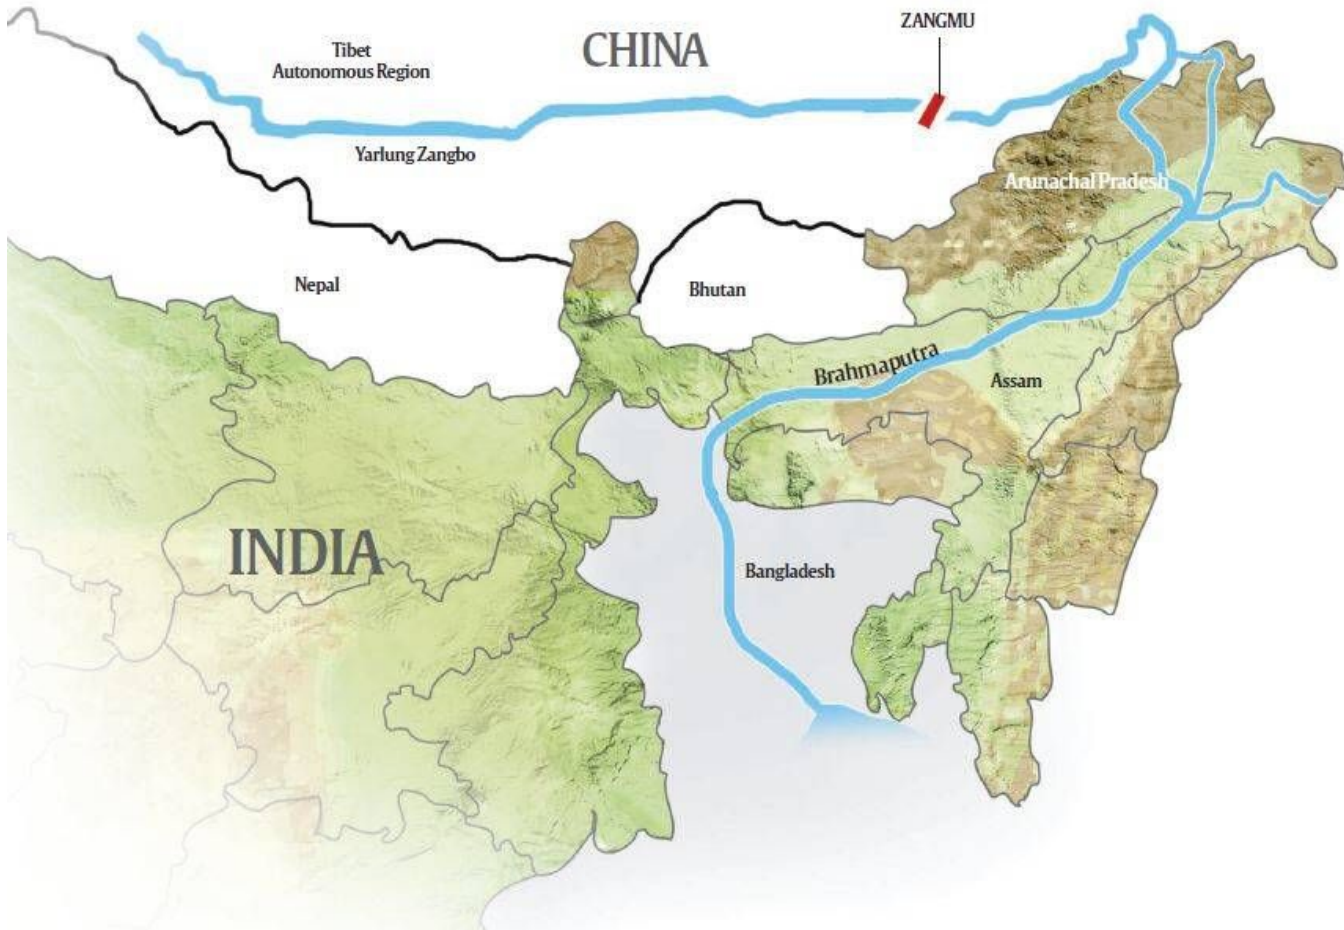 ZANGMU
CHINA
Tibet
Autonomous Region
Yarlung Zangbo
Arunachal Pradesh
Nepal
Bhutan
Brahmaputra
Assam
INDIA
Bangladesh